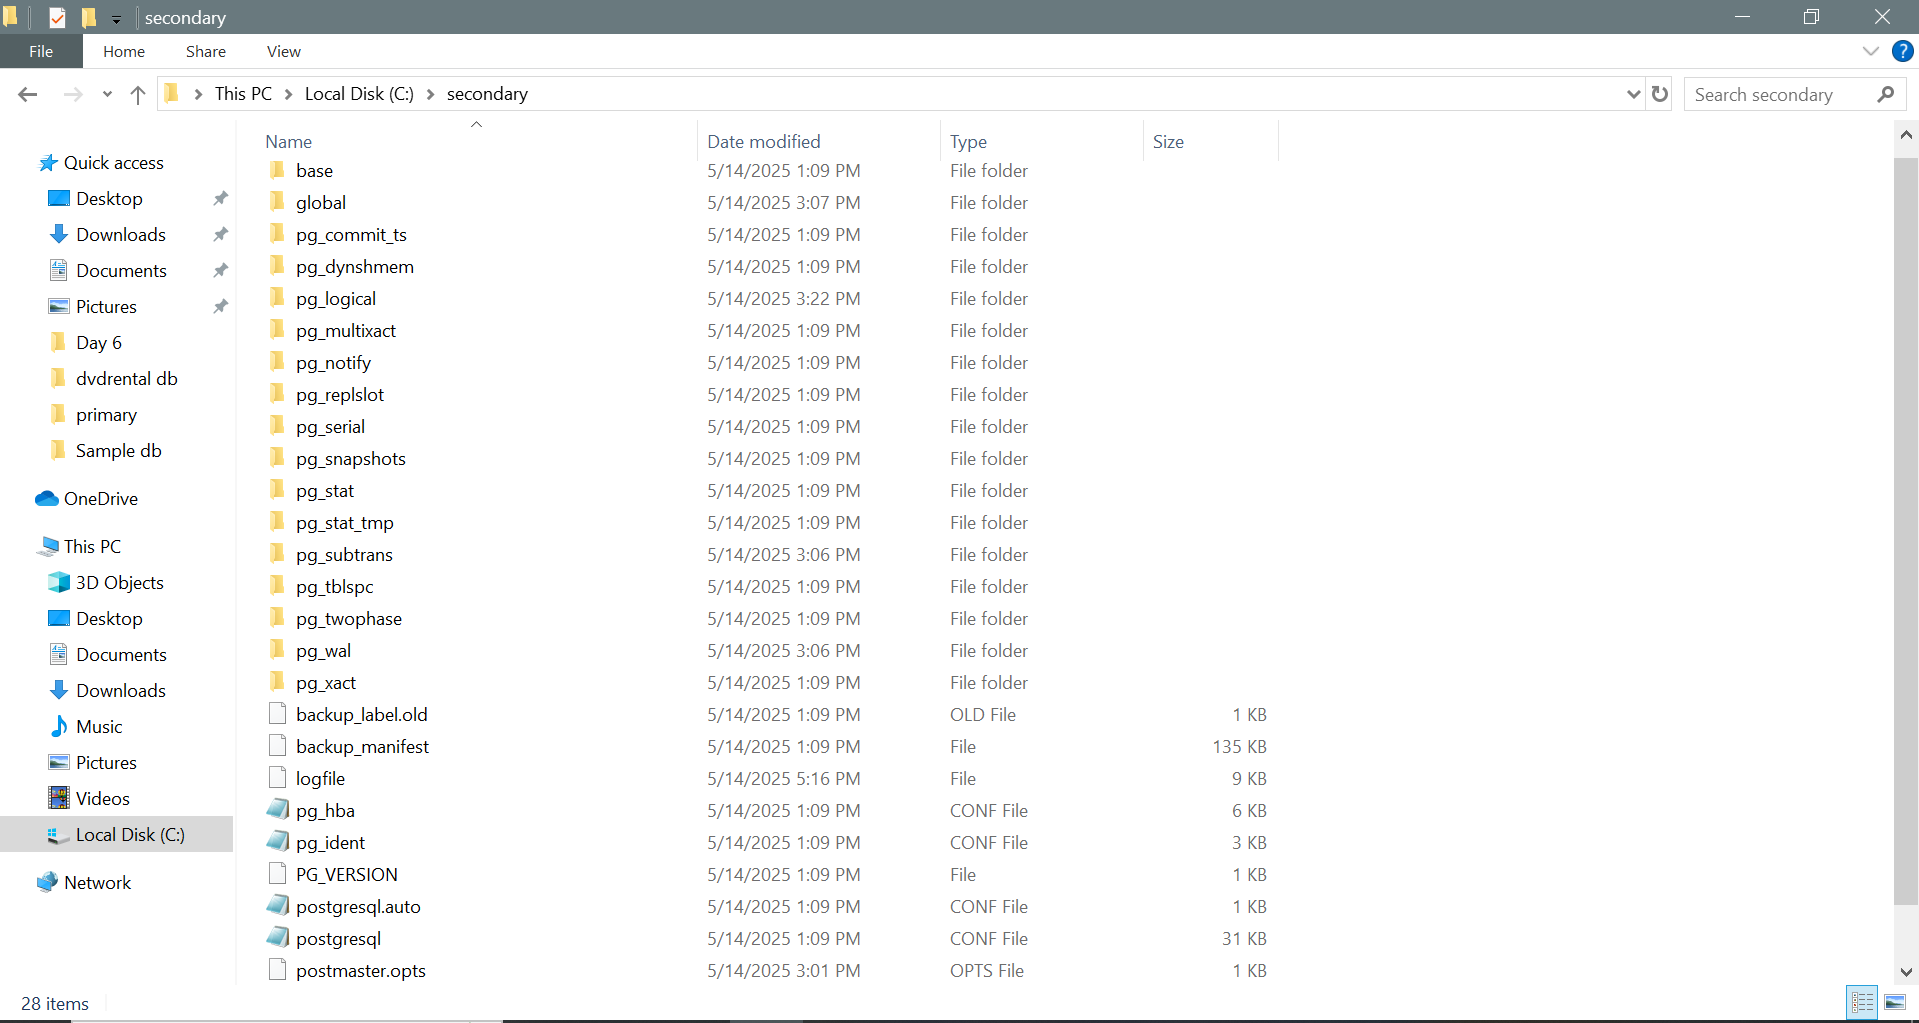 secondary
File Home Share View
This PC Local Disk (C:) secondary Search secondary
Name Date modified Type Size
Quick access
Desktop
Downloads
Documents
Pictures
Day 6
dvdrental db
primary
Sample db
OneDrive
This PC
3D Objects
Desktop
Documents
Downloads
Music
Pictures
Videos
Local Disk (C:)
Network
base 5/14/2025 1:09 PM File folder
global 5/14/2025 3:07 PM File folder
pg_commit_ts 5/14/2025 1:09 PM File folder
pg_dynshmem 5/14/2025 1:09 PM File folder
pg_logical 5/14/2025 3:22 PM File folder
pg_multixact 5/14/2025 1:09 PM File folder
pg_notify 5/14/2025 1:09 PM File folder
pg_replslot 5/14/2025 1:09 PM File folder
pg_serial 5/14/2025 1:09 PM File folder
pg_snapshots 5/14/2025 1:09 PM File folder
pg_stat 5/14/2025 1:09 PM File folder
pg_stat_tmp 5/14/2025 1:09 PM File folder
pg_subtrans 5/14/2025 3:06 PM File folder
pg_tblspc 5/14/2025 1:09 PM File folder
pg_twophase 5/14/2025 1:09 PM File folder
pg_wal 5/14/2025 3:06 PM File folder
pg_xact 5/14/2025 1:09 PM File folder
backup_label.old 5/14/2025 1:09 PM OLD File 1 KB
backup_manifest 5/14/2025 1:09 PM File 135 KB
logfile 5/14/2025 5:16 PM File 9 KB
pg_hba 5/14/2025 1:09 PM CONF File 6 KB
pg_ident 5/14/2025 1:09 PM CONF File 3 KB
PG_VERSION 5/14/2025 1:09 PM File 1 KB
postgresql.auto 5/14/2025 1:09 PM CONF File 1 KB
postgresql 5/14/2025 1:09 PM CONF File 31 KB
postmaster.opts 5/14/2025 3:01 PM OPTS File 1 KB
28 items